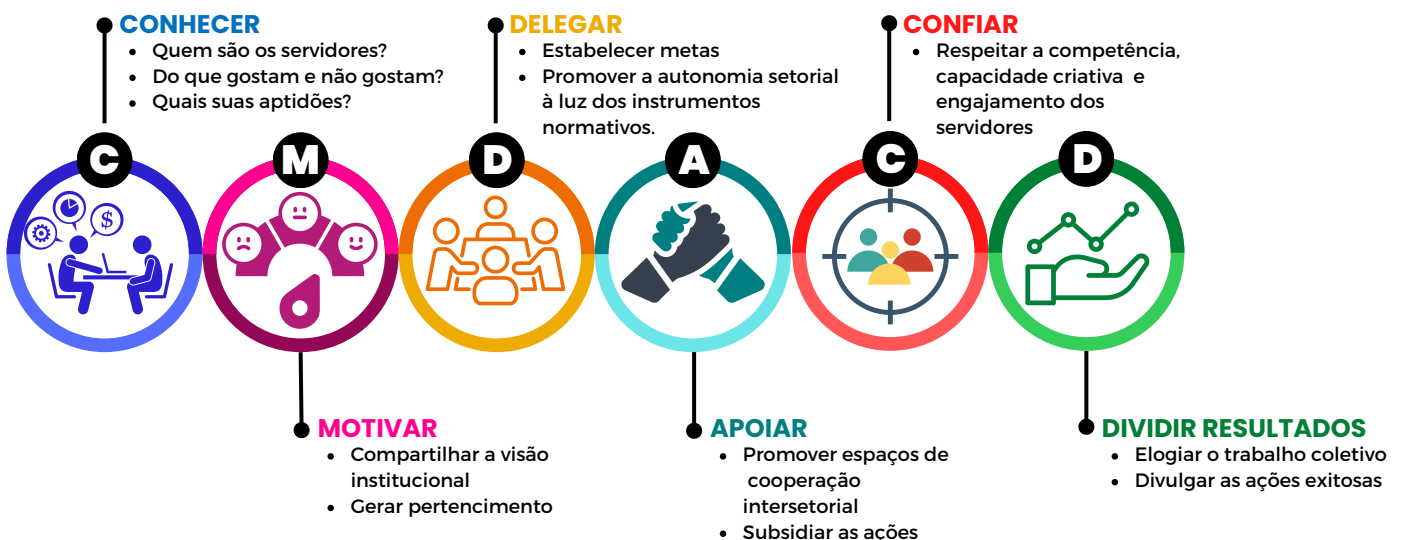 CONHECER
• Quem são os servidores?
• Do que gostam e não gostam?
• Quais suas aptidões?
DELEGAR
• Estabelecer metas
• Promover a autonomia setorial
à luz dos instrumentos
normativos.
CONFIAR
• Respeitar a competência,
capacidade criativa e
engajamento dos
servidores
C
M
D
A
C
D
$
MOTIVAR
• Compartilhar a visão
institucional
• Gerar pertencimento
APOIAR
• Promover espaços de
cooperação
intersetorial
• Subsidiar as ações
DIVIDIR RESULTADOS
• Elogiar o trabalho coletivo
• Divulgar as ações exitosas